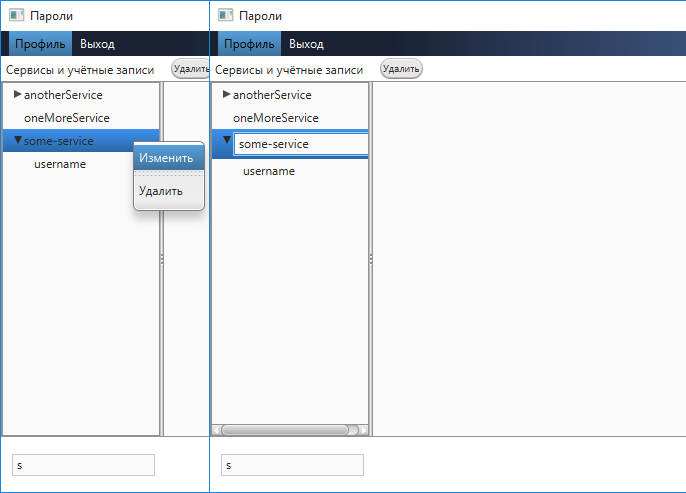 Пароли
Профиль Выход
Сервисы и учётные записи Удалить
anotherService
oneMoreService
some-service
Изменить
username
Удалить
s
Пароли
Профиль Выход
Сервисы и учётные записи Удалить
anotherService
oneMoreService
some-service
username
s